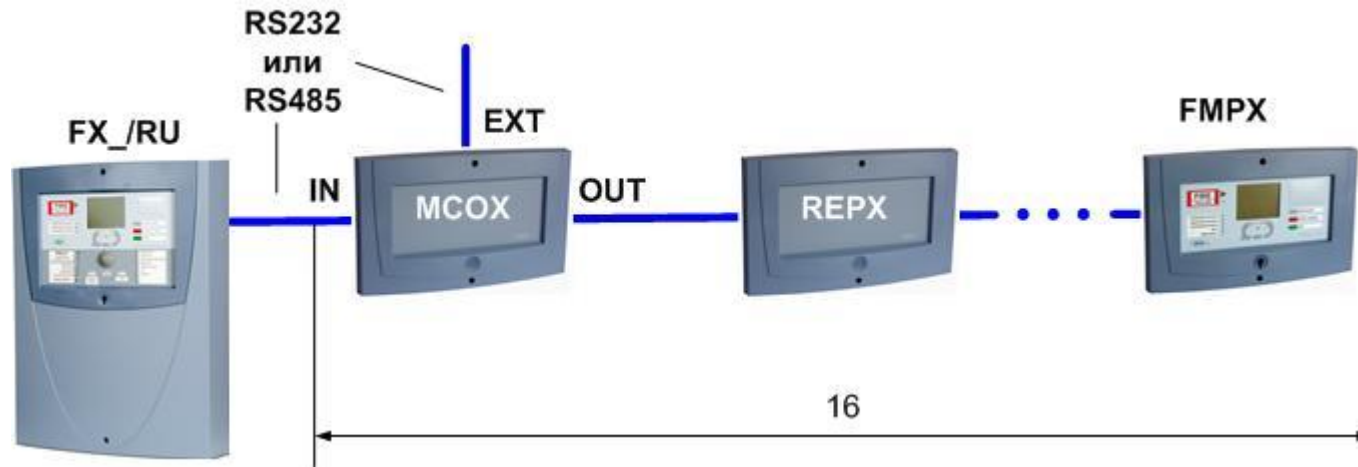 RS232
или
RS485
EXT
FX_/RU
FMPX
IN
MCOX
OUT
REPX
16